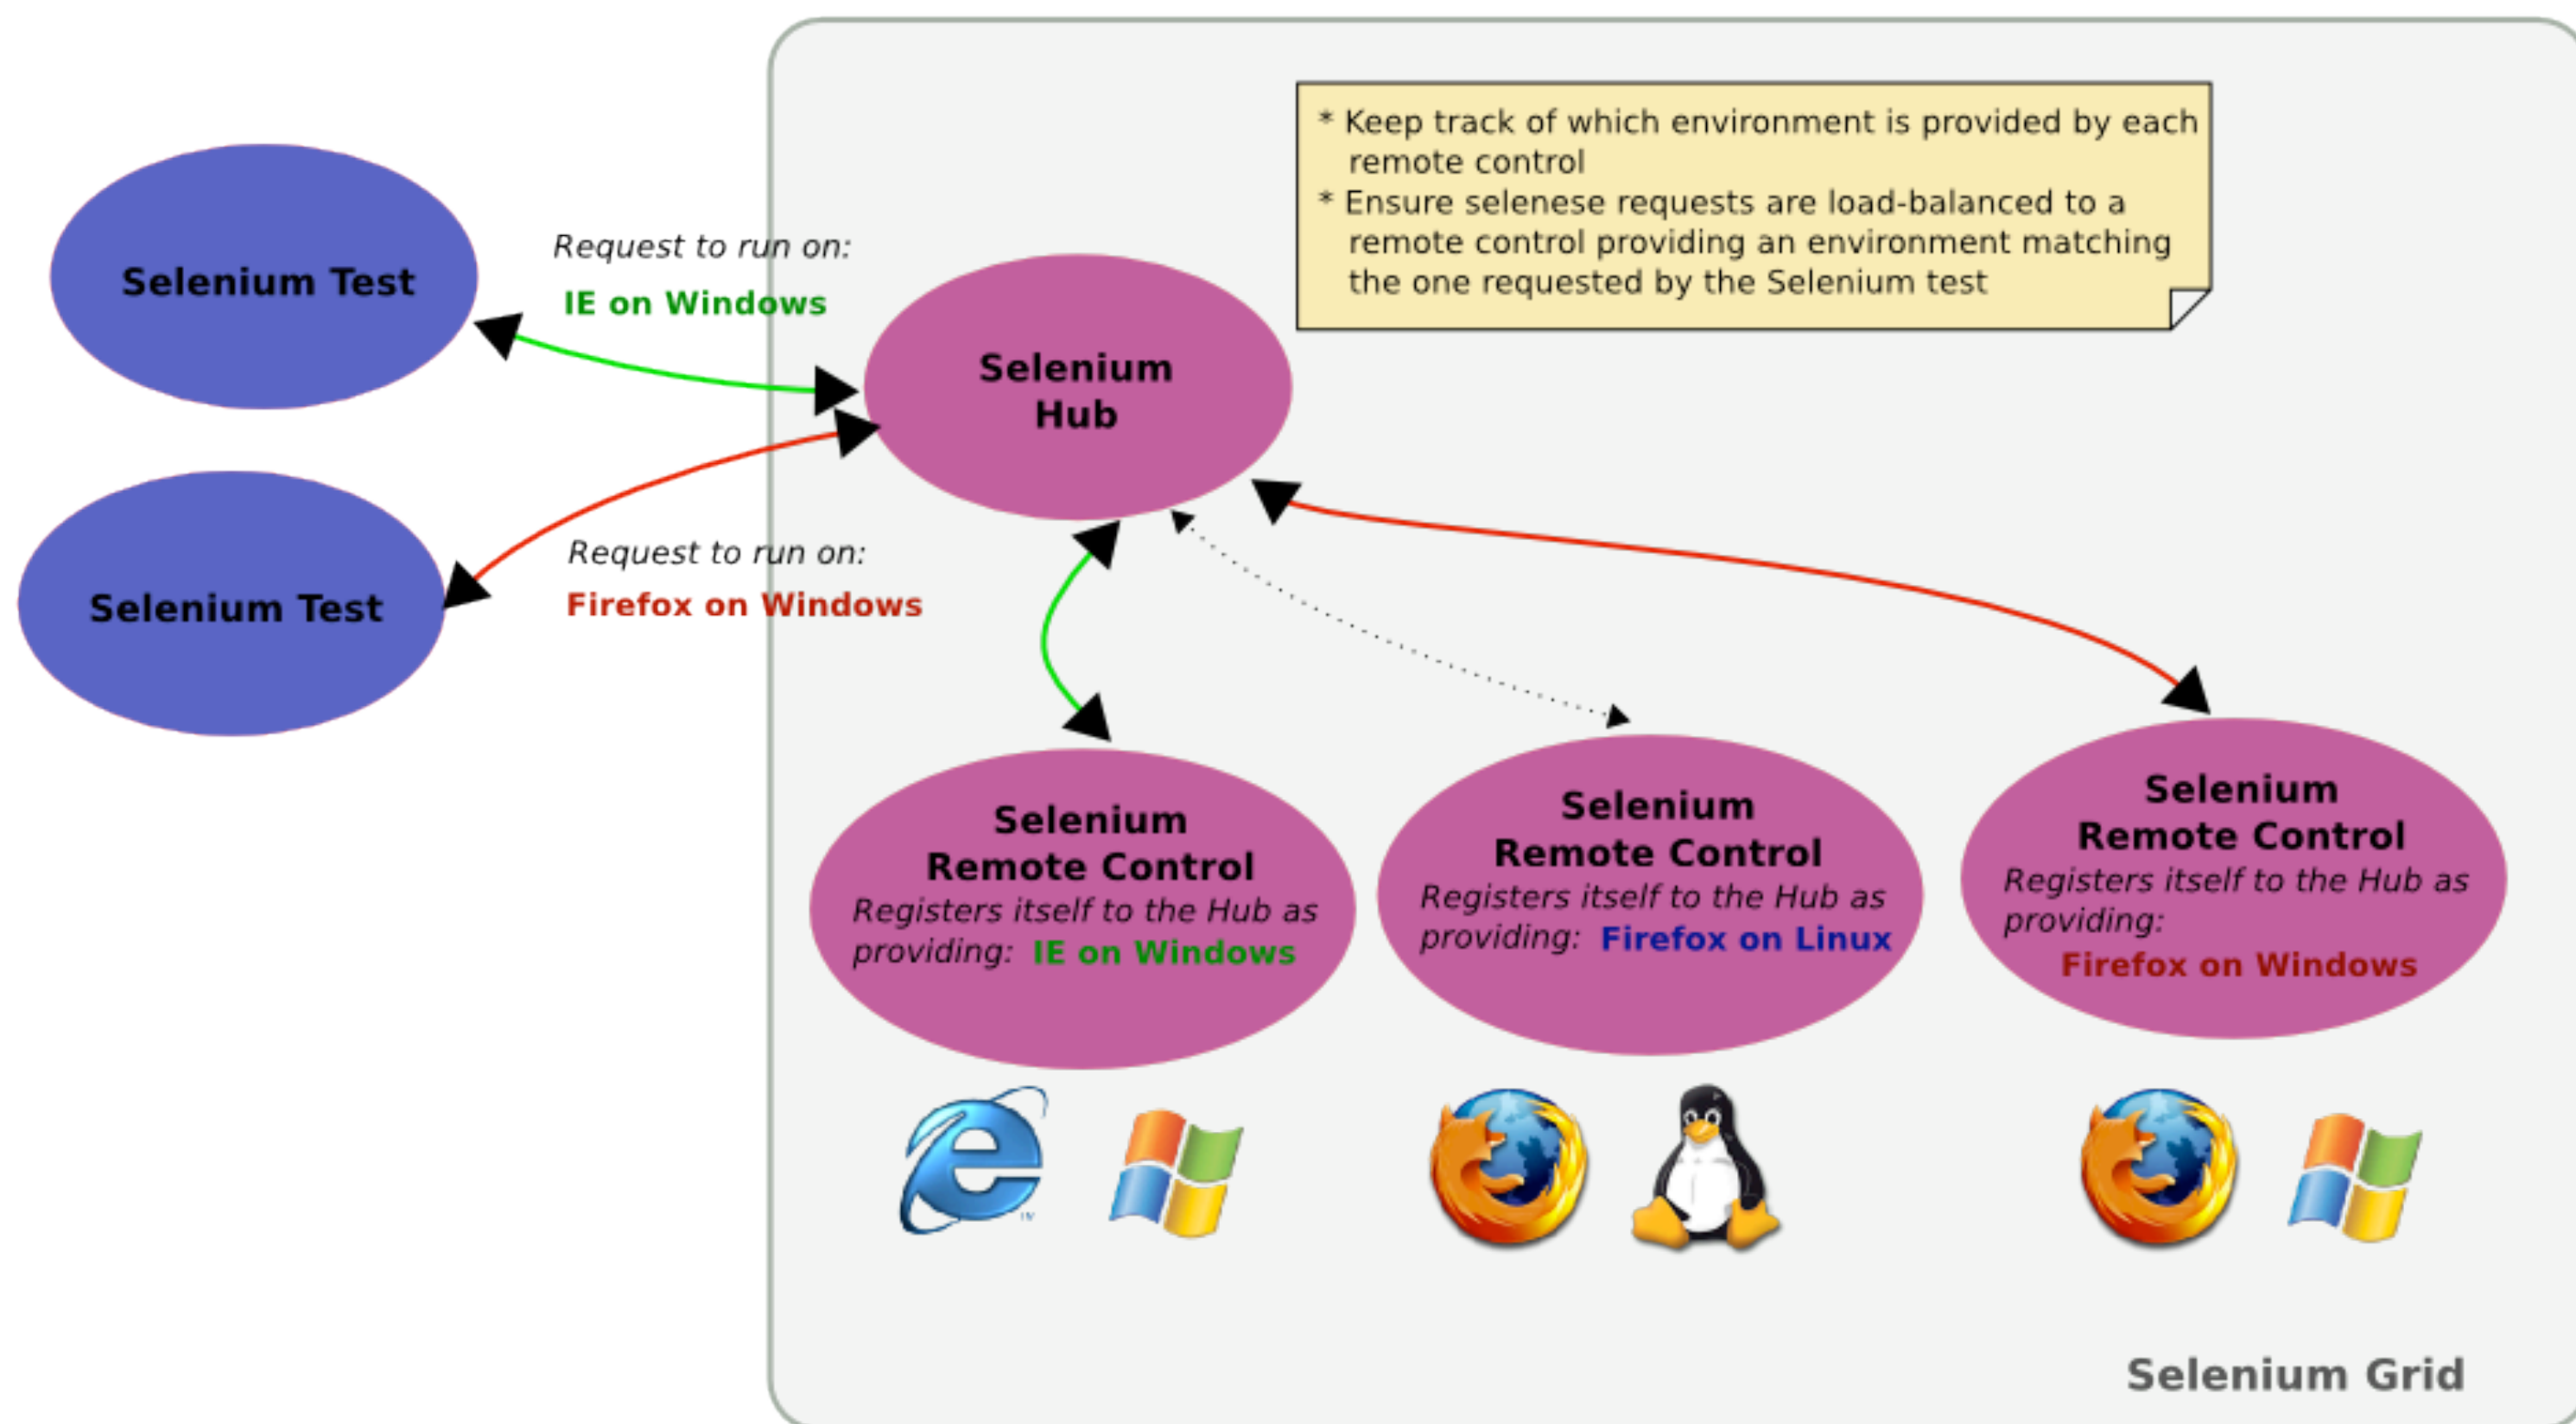 * Keep track of which environment is provided by each
remote control
* Ensure selenese requests are load-balanced to a
remote control providing an environment matching
the one requested by the Selenium test
Selenium Test
Request to run on:
IE on Windows
Selenium
Hub
Selenium Test
Request to run on:
Firefox on Windows
Selenium
Remote Control
Registers itself to the Hub as
providing: IE on Windows
Selenium
Remote Control
Registers itself to the Hub as
providing: Firefox on Linux
Selenium
Remote Control
Registers itself to the Hub as
providing:
Firefox on Windows
TM
Selenium Grid